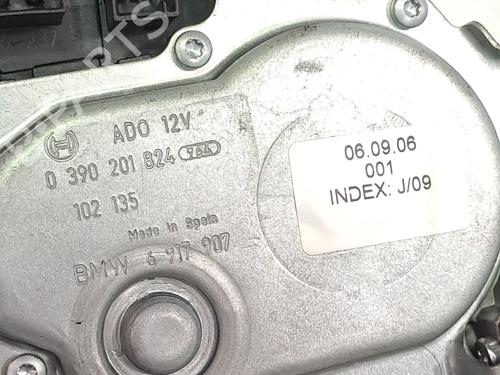 ADO 12V
0 390 201 824 984
102 135
Made in Spain
BMW 6 917 907
06.09.06
001
INDEX: J/09